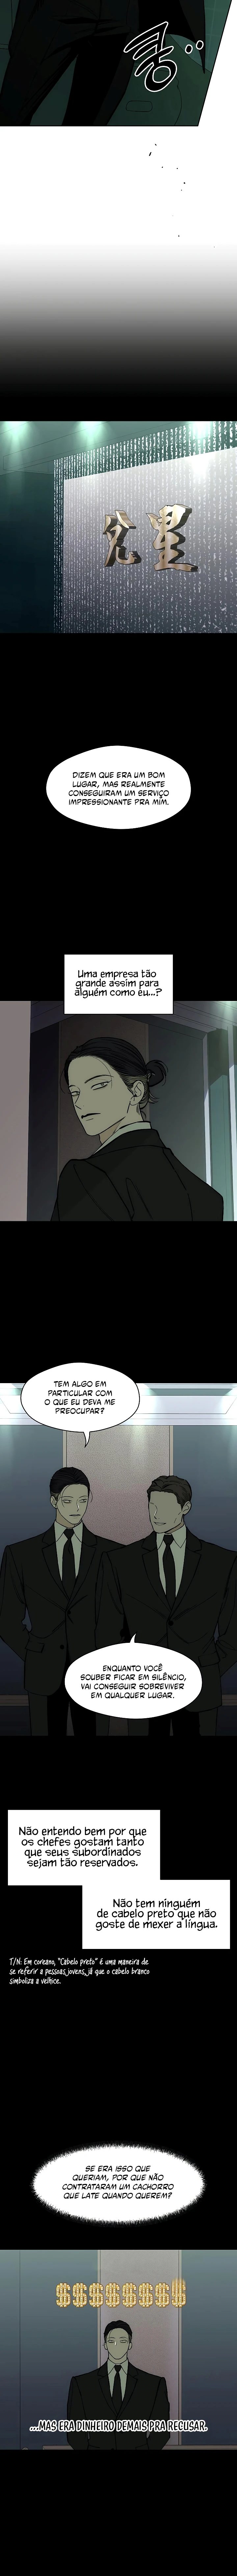 쿵
兌星
DIZEM QUE ERA UM BOM
LUGAR, MAS REALMENTE
CONSEGUIRAM UM SERVIÇO
IMPRESSIONANTE PRA MIM.
Uma empresa tão
grande assim para
alguém como eu...?
TEM ALGO EM
PARTICULAR COM
O QUE EU DEVA ME
PREOCUPAR?
ENQUANTO VOCÊ
SOUBER FICAR EM SILÊNCIO,
VAI CONSEGUIR SOBREVIVER
EM QUALQUER LUGAR.
Não entendo bem por que
os chefes gostam tanto
que seus subordinados
sejam tão reservados.
Não tem ninguém
de cabelo preto que não
goste de mexer a língua.
T/N: Em coreano, "Cabelo preto" é uma maneira de
se referir a pessoas jovens, já que o cabelo branco
simboliza a velhice.
SE ERA ISSO QUE
QUERIAM, POR QUE NÃO
CONTRATARAM UM CACHORRO
QUE LATE QUANDO QUEREM?
$$$$$$$$
...MAS ERA DINHEIRO DEMAIS PRA RECUSAR.